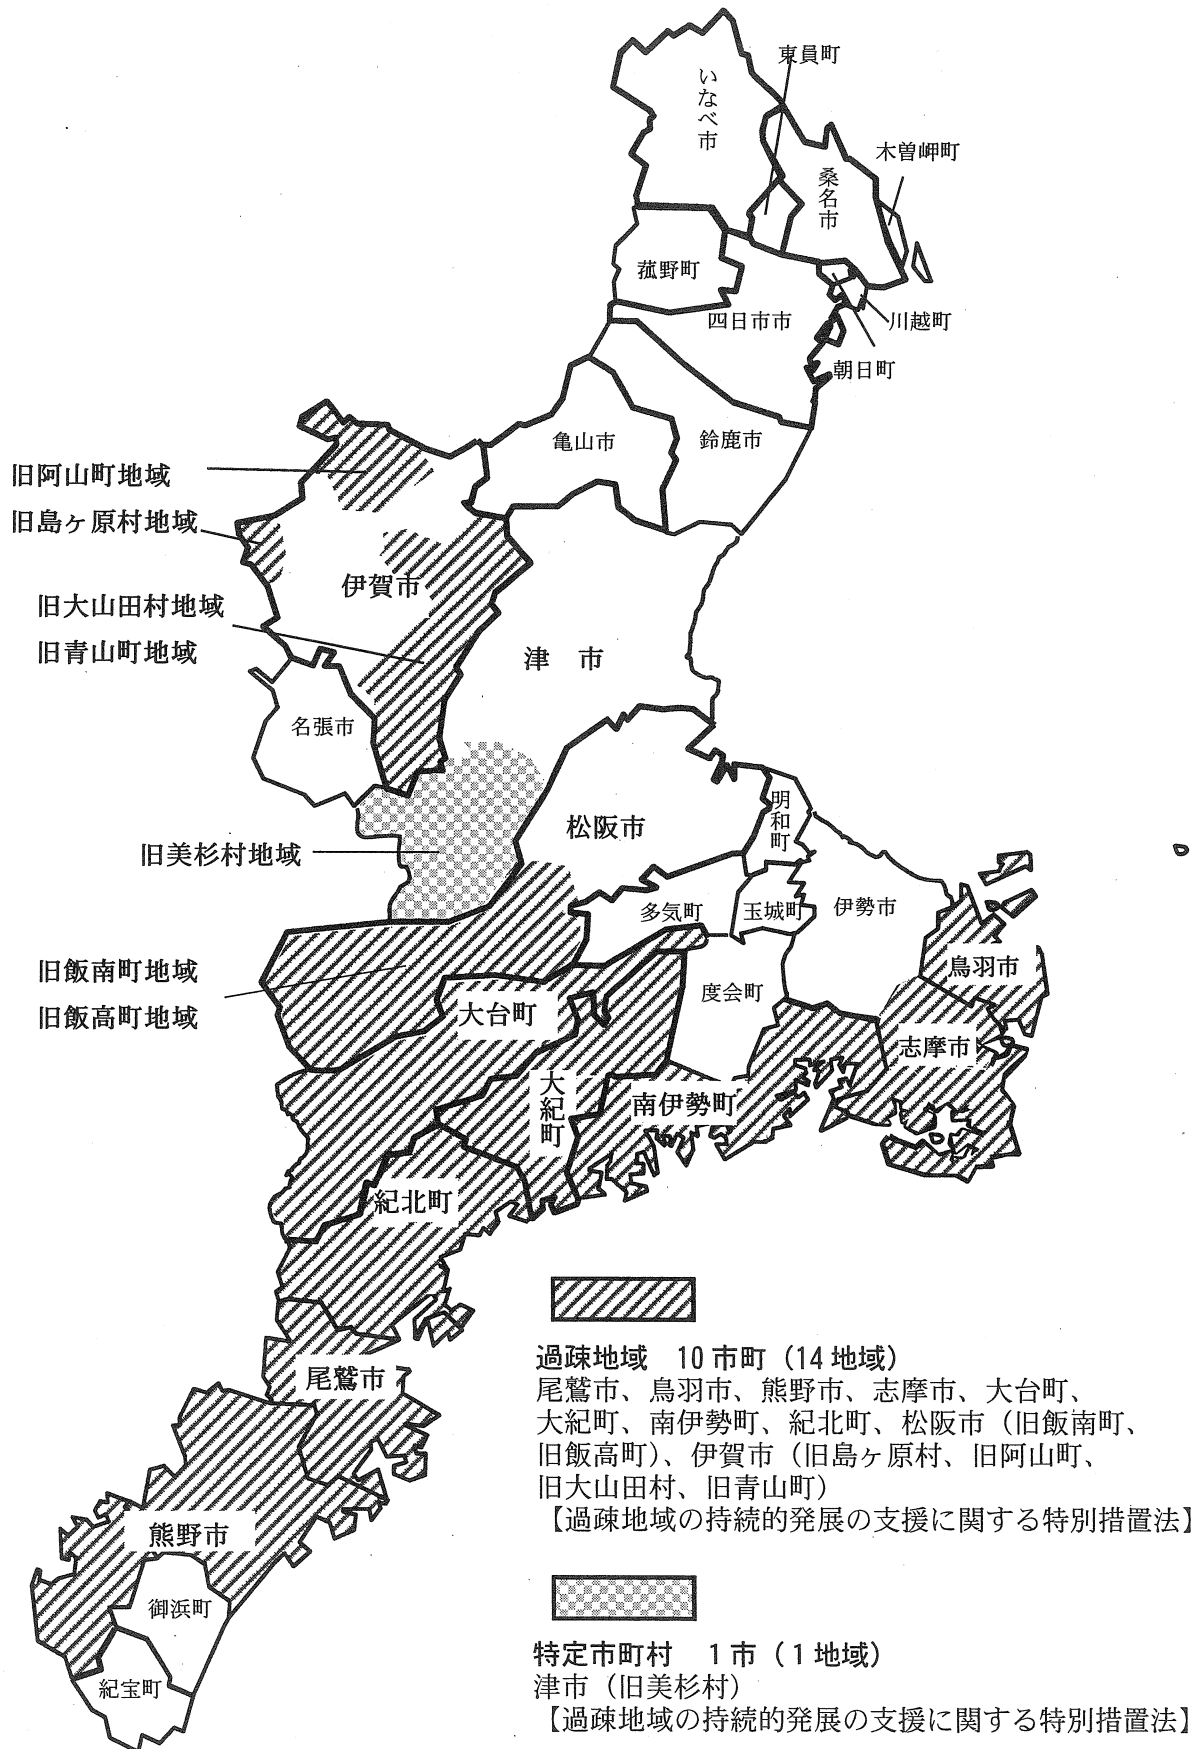 東員町
いなべ市
木曽岬町
桑名市
菰野町
四日市市
川越町
朝日町
亀山市
鈴鹿市
旧阿山町地域
旧島ヶ原村地域
伊賀市
旧大山田村地域
旧青山町地域
津 市
名張市
明和町
松阪市
旧美杉村地域
多気町
玉城町
伊勢市
鳥羽市
旧飯南町地域
旧飯高町地域
大台町
度会町
志摩市
大紀町
南伊勢町
紀北町
尾鷲市
熊野市
御浜町
紀宝町
過疎地域 10市町（14地域）
尾鷲市、鳥羽市、熊野市、志摩市、大台町、
大紀町、南伊勢町、紀北町、松阪市（旧飯南町、
旧飯高町）、伊賀市（旧島ヶ原村、旧阿山町、
旧大山田村、旧青山町）
【過疎地域の持続的発展の支援に関する特別措置法】
特定市町村 1市（1地域）
津市（旧美杉村）
【過疎地域の持続的発展の支援に関する特別措置法】